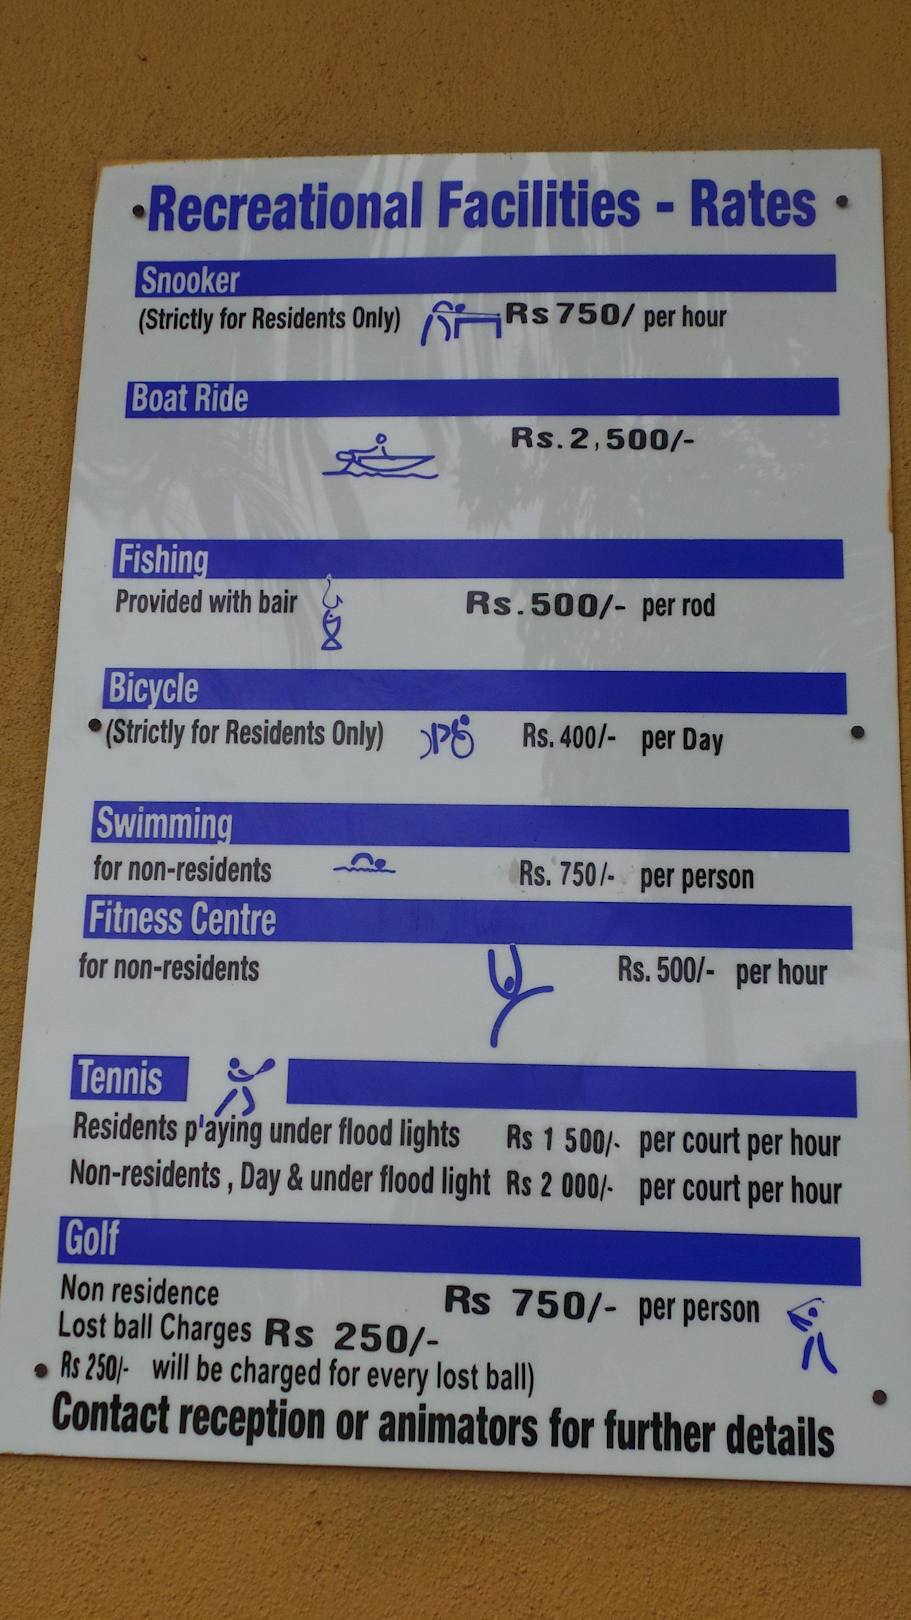 Recreational Facilities - Rates
Snooker
(Strictly for Residents Only) Rs 750/ per hour
Boat Ride
Rs. 2,500/-
Fishing
Provided with bair Rs. 500/- per rod
Bicycle
(Strictly for Residents Only) Rs. 400/- per Day
Swimming
for non-residents Rs. 750/- per person
Fitness Centre
for non-residents Rs. 500/- per hour
Tennis
Residents p'aying under flood lights Rs 1 500/- per court per hour
Non-residents , Day & under flood light Rs 2 000/- per court per hour
Golf
Non residence Rs 750/- per person
Lost ball Charges Rs 250/-
Rs 250/- will be charged for every lost ball)
Contact reception or animators for further details